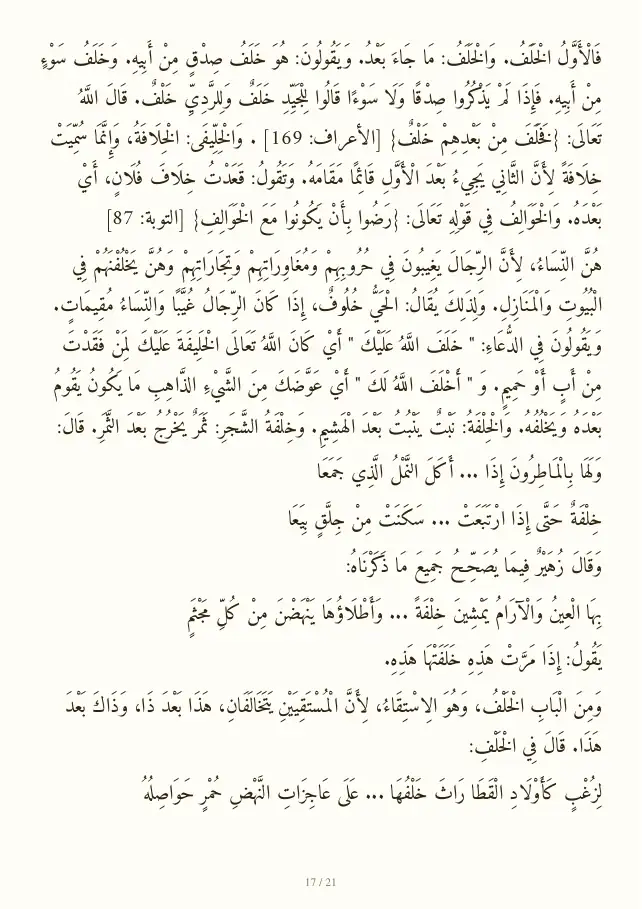 فَالْأَوَّلُ الْخَلَفُ. وَالْخَلَفُ: مَا جَاءَ بَعْدُ. وَيَقُولُونَ: هُوَ خَلَفُ صِدْقٍ مِنْ أَبِيهِ. وَخَلَفُ سَوْءٍ
مِنْ أَبِيهِ. فَإِذَا لَمْ يَذْكُرُوا صِدْقًا وَلَا سَوْءًا قَالُوا لِلْجَيِّدِ خَلَفٌ وَلِلرَّدِيِّ خَلْفٌ. قَالَ اللَّهُ
تَعَالَى: {فَخَلَفَ مِنْ بَعْدِهِمْ خَلْفٌ} [الأعراف: 169] . وَالْخِلِّيفَى: الْخِلَافَةُ، وَإِنَّمَا سُمِّيَتْ
خِلَافَةً لِأَنَّ الثَّانِي يَجِيءُ بَعْدَ الْأَوَّلِ قَائِمًا مَقَامَهُ. وَتَقُولُ: قَعَدْتُ خِلَافَ فُلَانٍ، أَيْ
بَعْدَهُ. وَالْخَوَالِفُ فِي قَوْلِهِ تَعَالَى: {رَضُوا بِأَنْ يَكُونُوا مَعَ الْخَوَالِفِ} [التوبة: 87]
هُنَّ النِّسَاءُ، لِأَنَّ الرِّجَالَ يَغِيبُونَ فِي حُرُوبِهِمْ وَمُغَاوِرَاتِهِمْ وَتِجَارَاتِهِمْ وَهُنَّ يَخْلُفْنَهُمْ فِي
الْبُيُوتِ وَالْمَنَازِلِ. وَلِذَلِكَ يُقَالُ: الْحَيُّ خُلُوفٌ، إِذَا كَانَ الرِّجَالُ غُيَّبًا وَالنِّسَاءُ مُقِيمَاتٍ.
وَيَقُولُونَ فِي الدُّعَاءِ: " خَلَفَ اللَّهُ عَلَيْكَ " أَيْ كَانَ اللَّهُ تَعَالَى الْخَلِيفَةَ عَلَيْكَ لِمَنْ فَقَدْتَ
مِنْ أَبٍ أَوْ حَمِيمٍ. وَ " أَخْلَفَ اللَّهُ لَكَ " أَيْ عَوَّضَكَ مِنَ الشَّيْءِ الذَّاهِبِ مَا يَكُونُ يَقُومُ
بَعْدَهُ وَيَخْلُفُهُ. وَالْخِلْفَةُ: نَبْتٌ يَنْبُتُ بَعْدَ الْهَشِيمِ. وَخِلْفَةُ الشَّجَرِ: ثَمَرٌ يَخْرُجُ بَعْدَ الثَّمَرِ. قَالَ:
وَلَهَا بِالْمَاطِرُونَ إِذَا ... أَكَلَ النَّمْلُ الَّذِي جَمَعَا
خِلْفَةٌ حَتَّى إِذَا ارْتَبَعَتْ ... سَكَنَتْ مِنْ جِلَّقٍ بِيَعَا
وَقَالَ زُهَيْرٌ فِيمَا يُصَحِّحُ جَمِيعَ مَا ذَكَرْنَاهُ:
بِهَا الْعِينُ وَالْآرَامُ يَمْشِينَ خِلْفَةً ... وَأَطْلَاؤُهَا يَنْهَضْنَ مِنْ كُلِّ مَجْثَمِ
يَقُولُ: إِذَا مَرَّتْ هَذِهِ خَلَفَتْهَا هَذِهِ.
وَمِنَ الْبَابِ الْخَلْفُ، وَهُوَ الِاسْتِقَاءُ، لِأَنَّ الْمُسْتَقِيَيْنِ يَتَخَالَفَانِ، هَذَا بَعْدَ ذَا، وَذَاكَ بَعْدَ
هَذَا. قَالَ فِي الْخَلْفِ:
لِزُغْبٍ كَأَوْلَادِ الْقَطَا رَاثَ خَلْفُهَا ... عَلَى عَاجِزَاتِ النَّهْضِ حُمْرٍ حَوَاصِلُهُ
17 / 21